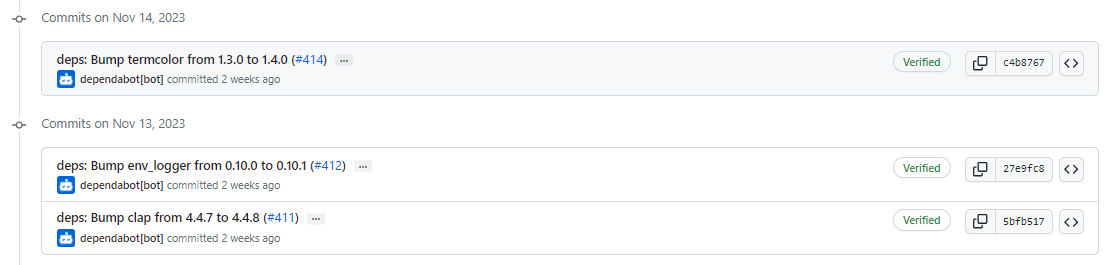 Commits on Nov 14, 2023
deps: Bump termcolor from 1.3.0 to 1.4.0 (#414) ...
Verified
c4b8767
dependabot[bot] committed 2 weeks ago
Commits on Nov 13, 2023
deps: Bump env_logger from 0.10.0 to 0.10.1 (#412) ...
Verified
27e9fc8
dependabot[bot] committed 2 weeks ago
deps: Bump clap from 4.4.7 to 4.4.8 (#411) ...
Verified
5bfb517
dependabot[bot] committed 2 weeks ago